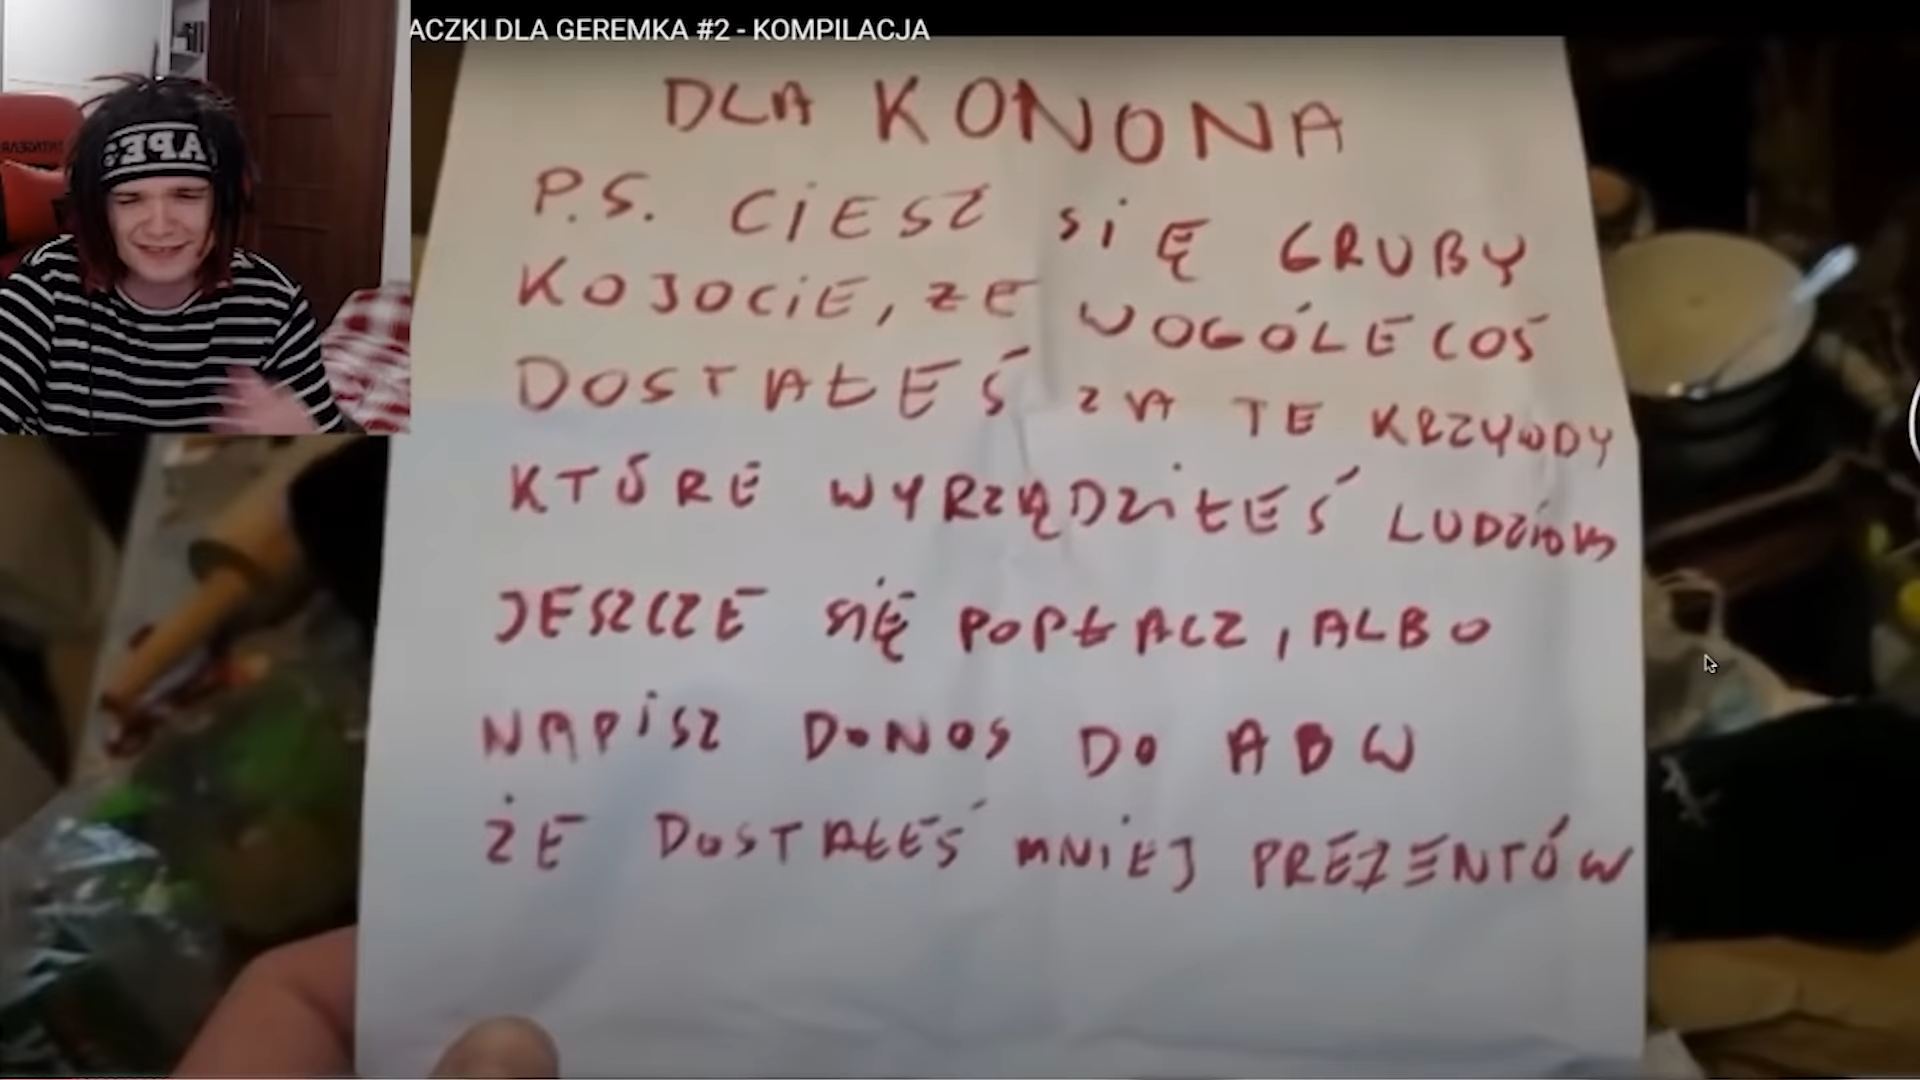 ACZKI DLA GEREMKA #2 - KOMPILACJA
DLA KONONA
P.S. CIESZ SIĘ GRUBY
KOJOCIE, ZE WOGÓLE COŚ
DOSTAŁEŚ ZA TE KRZYWDY
KTÓRE WYRZĄDZIŁEŚ LUDZIOM
JESZCZE SIĘ POPŁACZ, ALBO
NAPISZ DONOS DO ABW
ŻE DOSTAŁEŚ MNIEJ PREZENTÓW